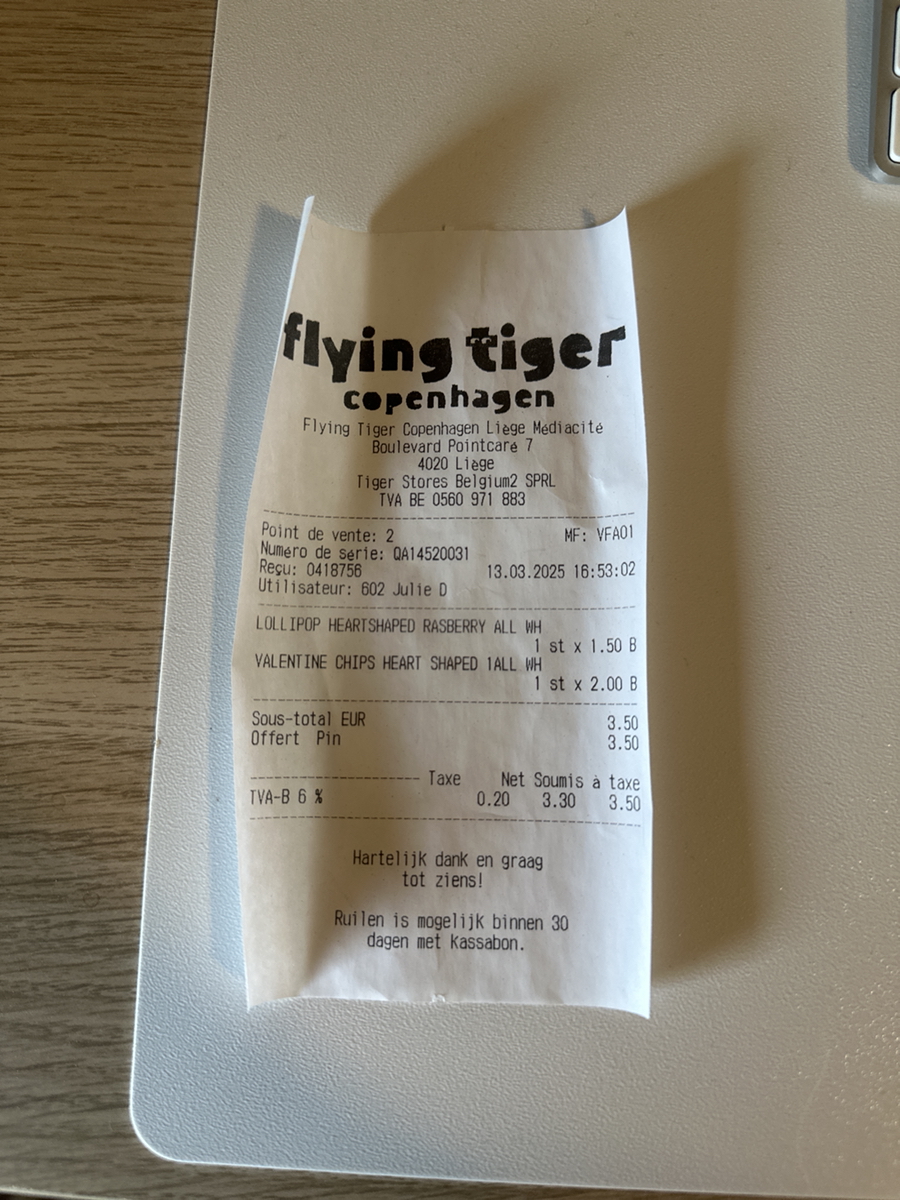 flying tiger
copenhagen
Flying Tiger Copenhagen Liège Médiacité
Boulevard Pointcaré 7
4020 Liège
Tiger Stores Belgium2 SPRL
TVA BE 0560 971 883
Point de vente: 2 MF: VFA01
Numéro de série: QA14520031
Reçu: 0418756 13.03.2025 16:53:02
Utilisateur: 602 Julie D
LOLLIPOP HEARTSHAPED RASBERRY ALL WH
1 st x 1.50 B
VALENTINE CHIPS HEART SHAPED 1ALL WH
1 st x 2.00 B
Sous-total EUR 3.50
Offert Pin 3.50
Taxe Net Soumis à taxe
TVA-B 6 % 0.20 3.30 3.50
Hartelijk dank en graag
tot ziens!
Ruilen is mogelijk binnen 30
dagen met kassabon.